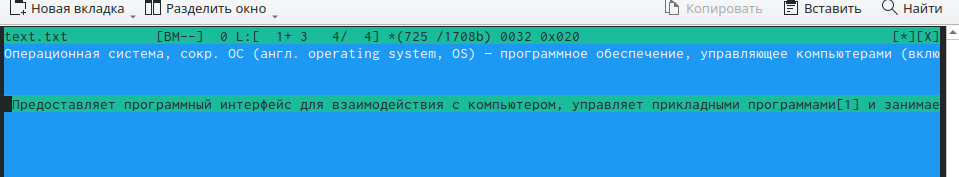 Новая вкладка Разделить окно Копировать Вставить Найти
text.txt [BM--] 0 L:[ 1+ 3 4/ 4] *(725 /1708b) 0032 0x020 [*][X]
Операционная система, сокр. ОС (англ. operating system, OS) — программное обеспечение, управляющее компьютерами (вклю
Предоставляет программный интерфейс для взаимодействия с компьютером, управляет прикладными программами[1] и занимае